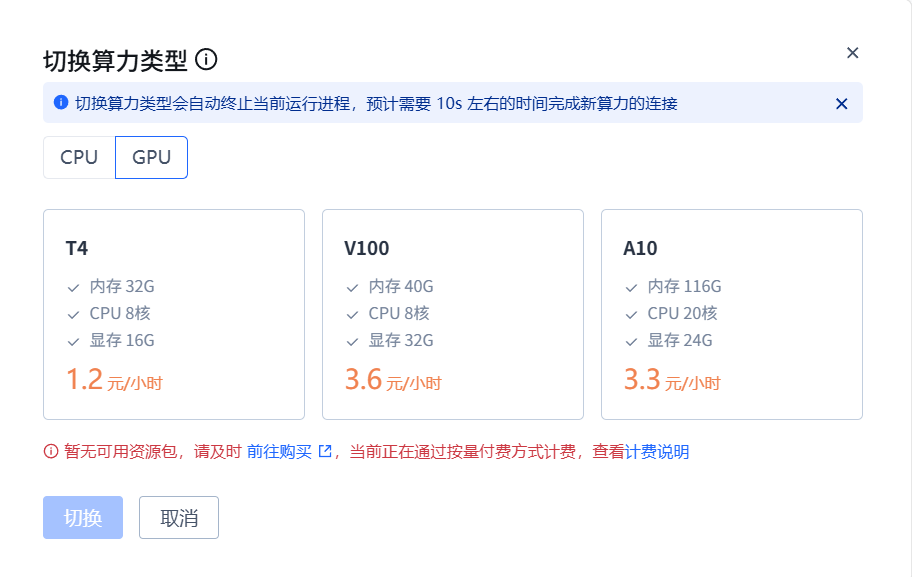 切换算力类型
切换算力类型会自动终止当前运行进程，预计需要 10s 左右的时间完成新算力的连接
CPU GPU
T4
内存 32G
CPU 8核
显存 16G
1.2 元/小时
V100
内存 40G
CPU 8核
显存 32G
3.6 元/小时
A10
内存 116G
CPU 20核
显存 24G
3.3 元/小时
暂无可用资源包，请及时 前往购买 ，当前正在通过按量付费方式计费，查看计费说明
切换 取消